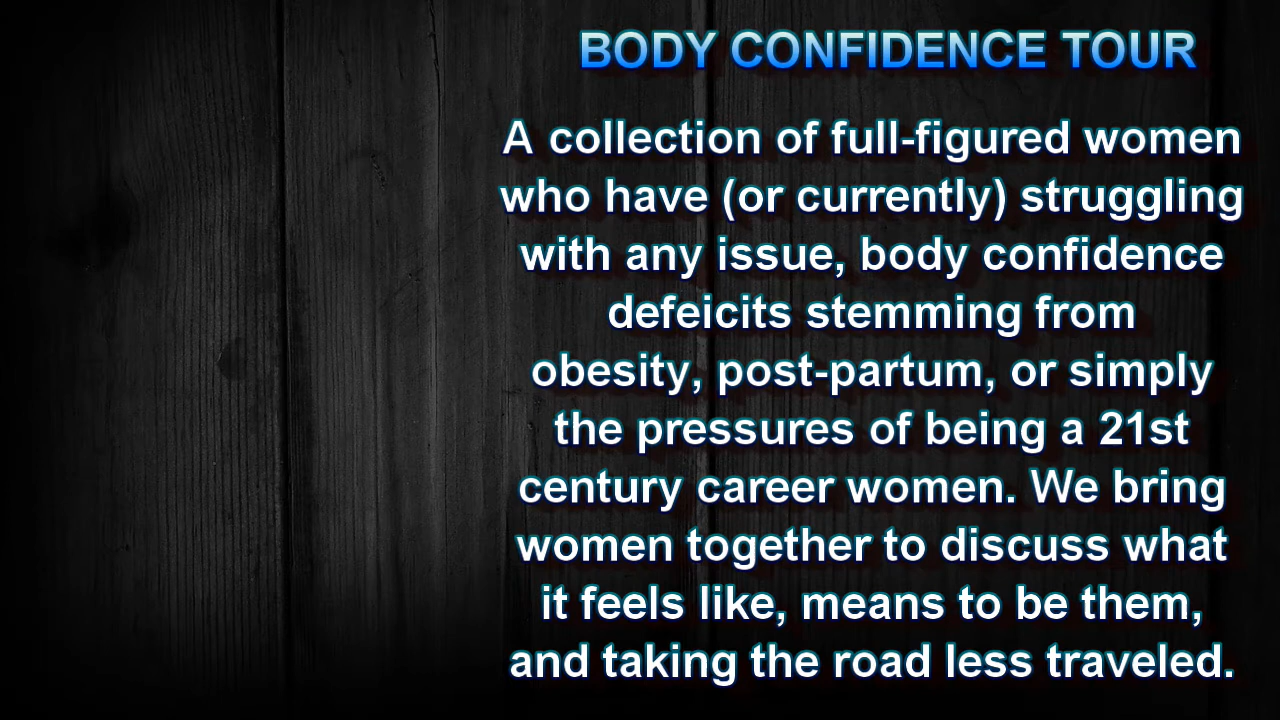 BODY CONFIDENCE TOUR
A collection of full-figured women
who have (or currently) struggling
with any issue, body confidence
defeicits stemming from
obesity, post-partum, or simply
the pressures of being a 21st
century career women. We bring
women together to discuss what
it feels like, means to be them,
and taking the road less traveled.